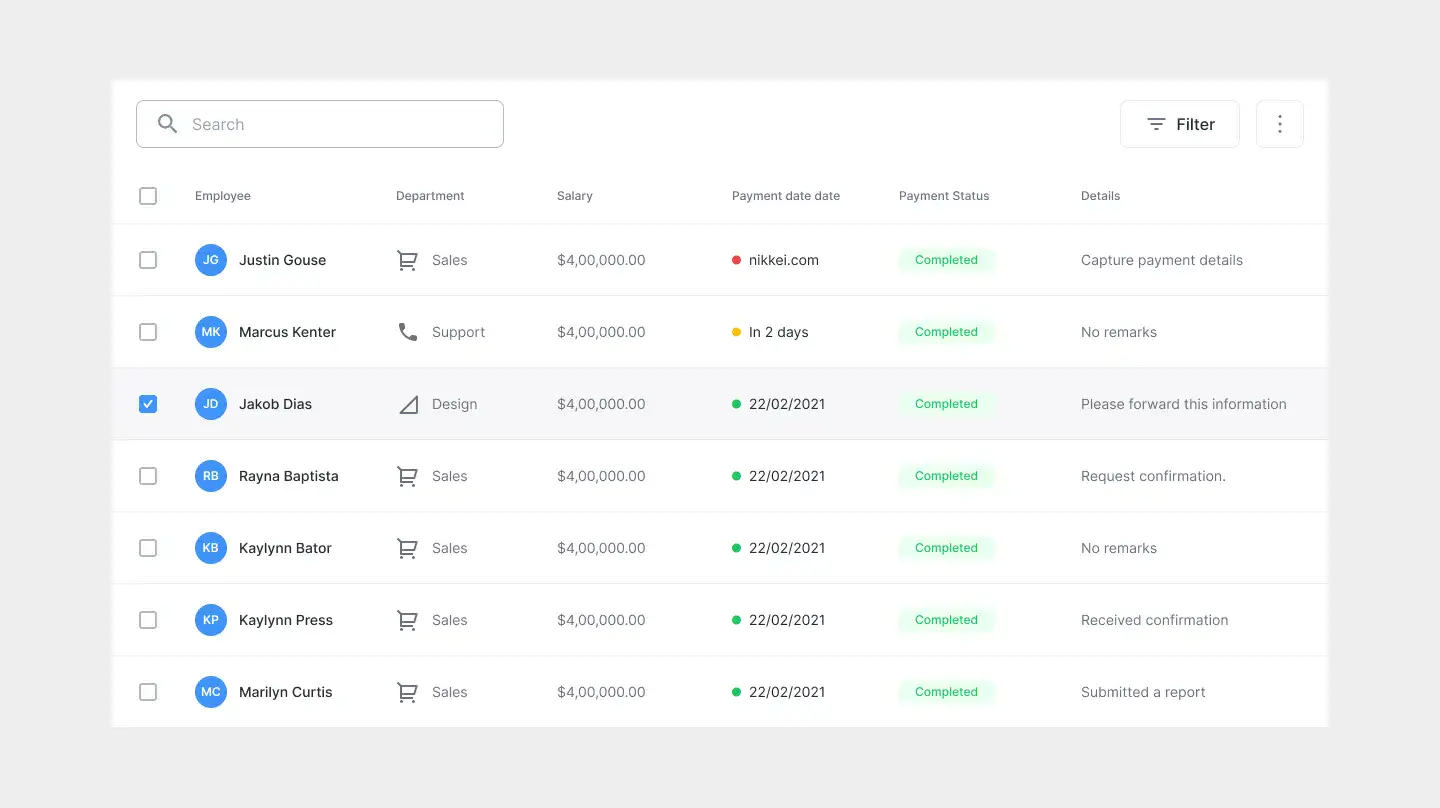 Search Filter
Employee Department Salary Payment date date Payment Status Details
JG Justin Gouse Sales $4,00,000.00 nikkei.com Completed Capture payment details
MK Marcus Kenter Support $4,00,000.00 In 2 days Completed No remarks
JD Jakob Dias Design $4,00,000.00 22/02/2021 Completed Please forward this information
RB Rayna Baptista Sales $4,00,000.00 22/02/2021 Completed Request confirmation.
KB Kaylynn Bator Sales $4,00,000.00 22/02/2021 Completed No remarks
KP Kaylynn Press Sales $4,00,000.00 22/02/2021 Completed Received confirmation
MC Marilyn Curtis Sales $4,00,000.00 22/02/2021 Completed Submitted a report